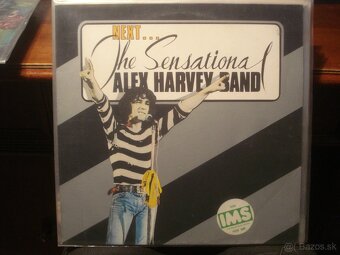 NEXT...
The Sensational
ALEX HARVEY BAND
IMS
Bazos.sk